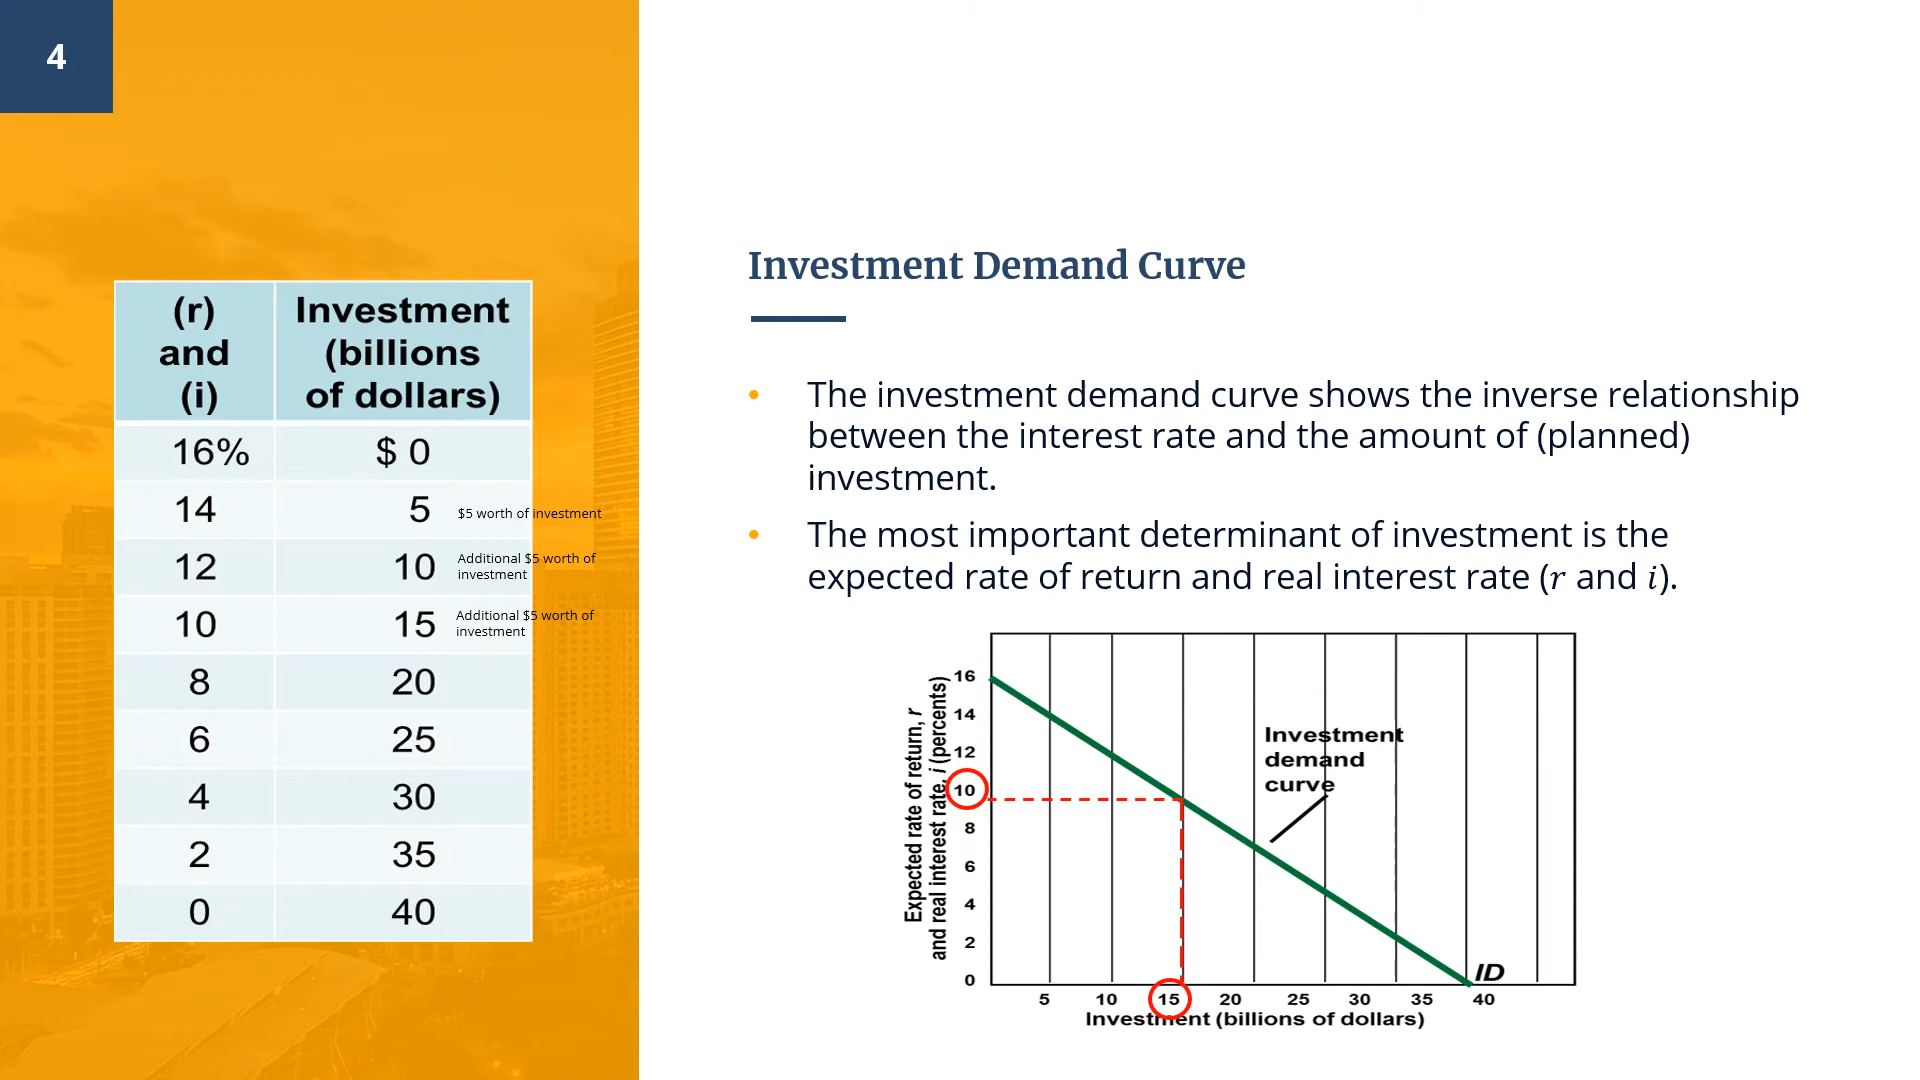 4
(r)
and
(i)
Investment
(billions
of dollars)
16%
$ 0
14
5
$5 worth of investment
12
10
Additional $5 worth of
investment
10
15
Additional $5 worth of
investment
8
20
6
25
4
30
2
35
0
40
Investment Demand Curve
• The investment demand curve shows the inverse relationship
between the interest rate and the amount of (planned)
investment.
• The most important determinant of investment is the
expected rate of return and real interest rate (r and i).
Expected rate of return, r
and real interest rate, i (percents)
16
14
12
10
8
6
4
2
0
Investment
demand
curve
ID
5 10 15 20 25 30 35 40
Investment (billions of dollars)